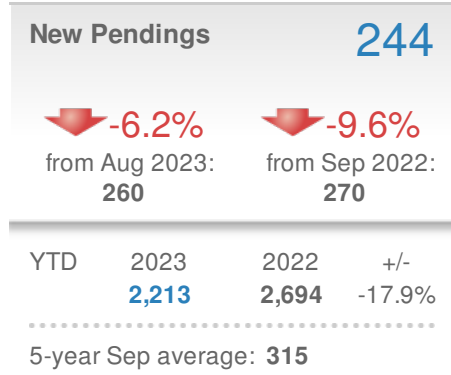 New Pendings 244
-6.2% -9.6%
from Aug 2023: from Sep 2022:
260 270
YTD 2023 2022 +/-
2,213 2,694 -17.9%
5-year Sep average: 315